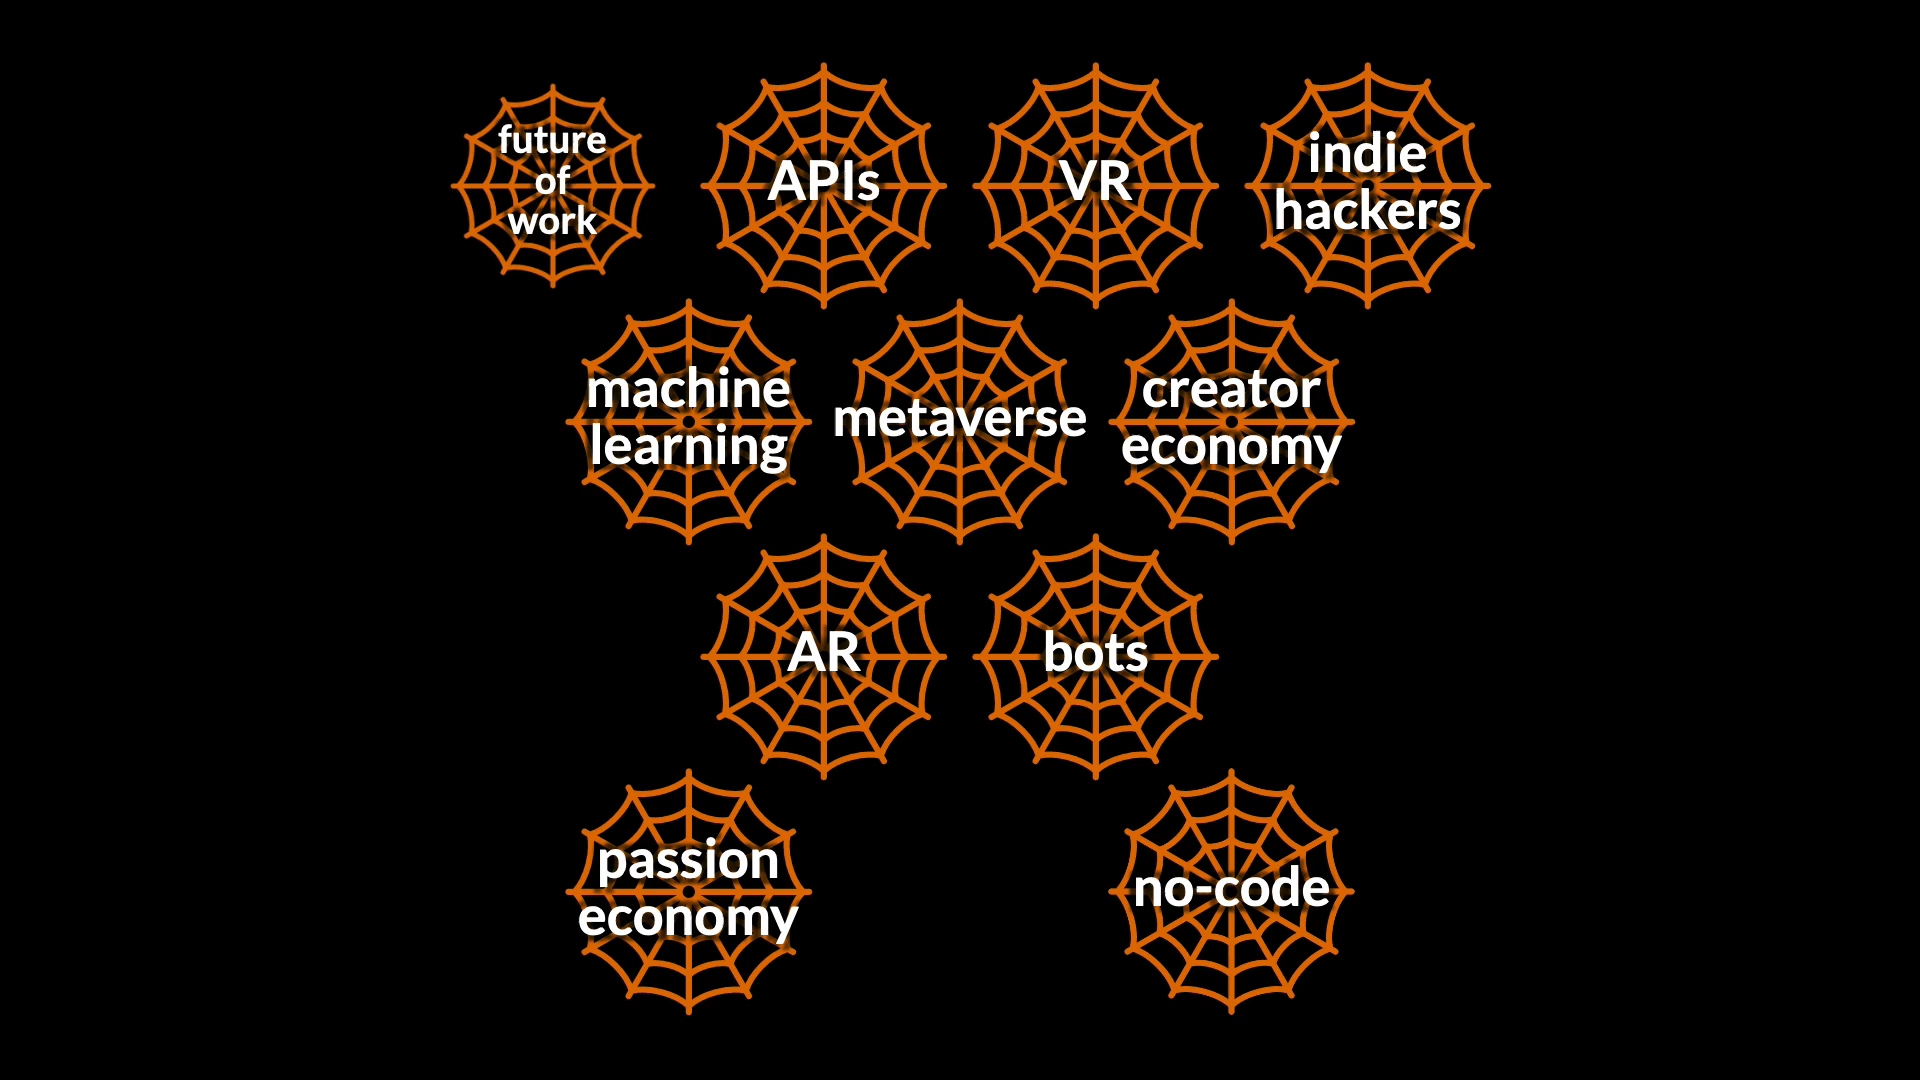 future
of
work
APIs
VR
indie
hackers
machine
learning
metaverse
creator
economy
AR
bots
passion
economy
no-code